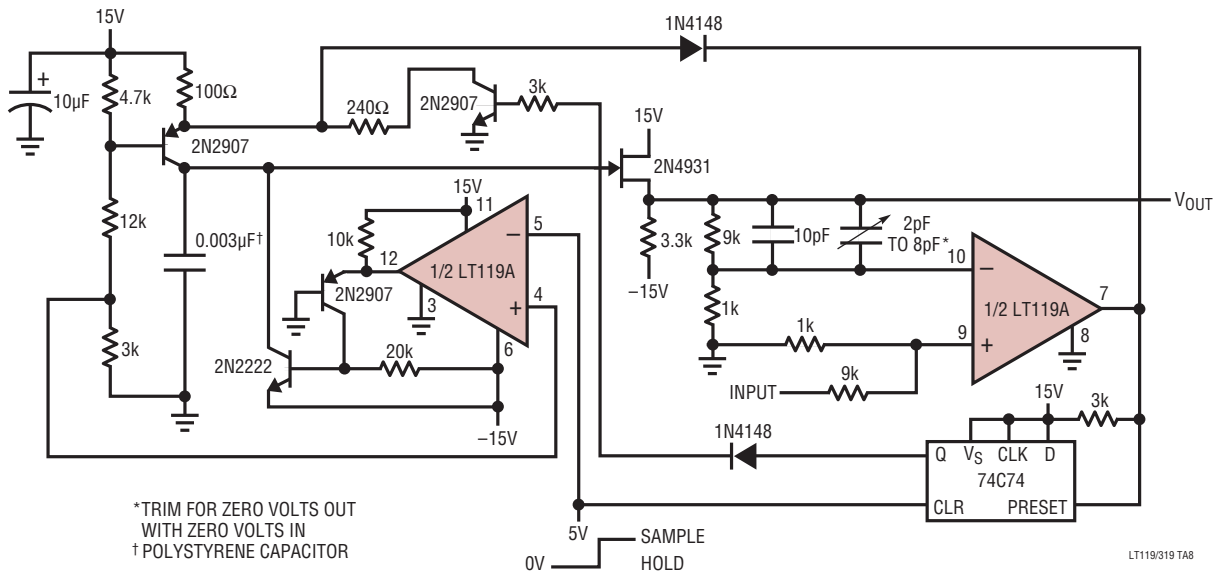 15V
1N4148
+
10µF
4.7k
100Ω
240Ω
2N2907
3k
15V
2N2907
2N4931
15V
11
VOUT
12k
0.003µF†
10k
12
1/2 LT119A
–
5
3.3k
9k
10pF
2pF
TO 8pF*
10
–15V
2N2907
3
+
4
–
1/2 LT119A
7
6
1k
3k
2N2222
20k
1k
9
+
8
9k
INPUT
15V
3k
–15V
1N4148
Q
VS
CLK
D
74C74
CLR
PRESET
*TRIM FOR ZERO VOLTS OUT
WITH ZERO VOLTS IN
† POLYSTYRENE CAPACITOR
5V
SAMPLE
0V
HOLD
LT119/319 TA8